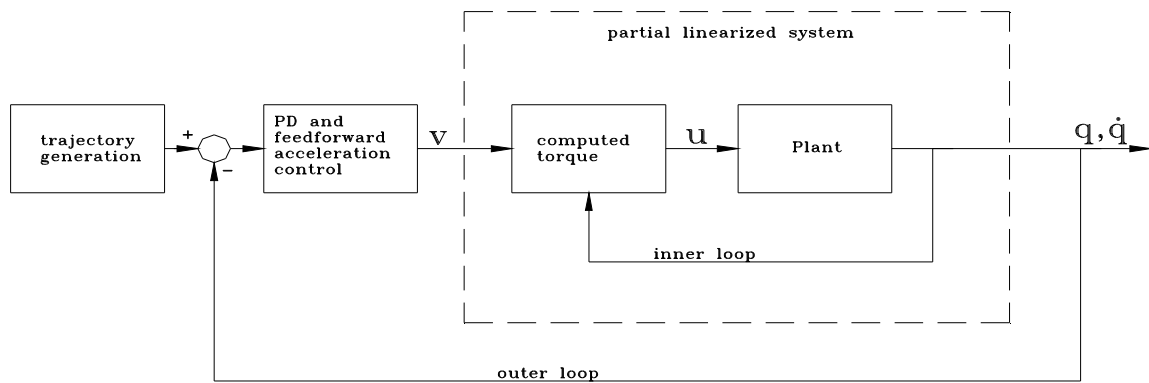 partial linearized system
trajectory
generation
+
−
PD and
feedforward
acceleration
control
v
computed
torque
u
Plant
q, q̇
inner loop
outer loop